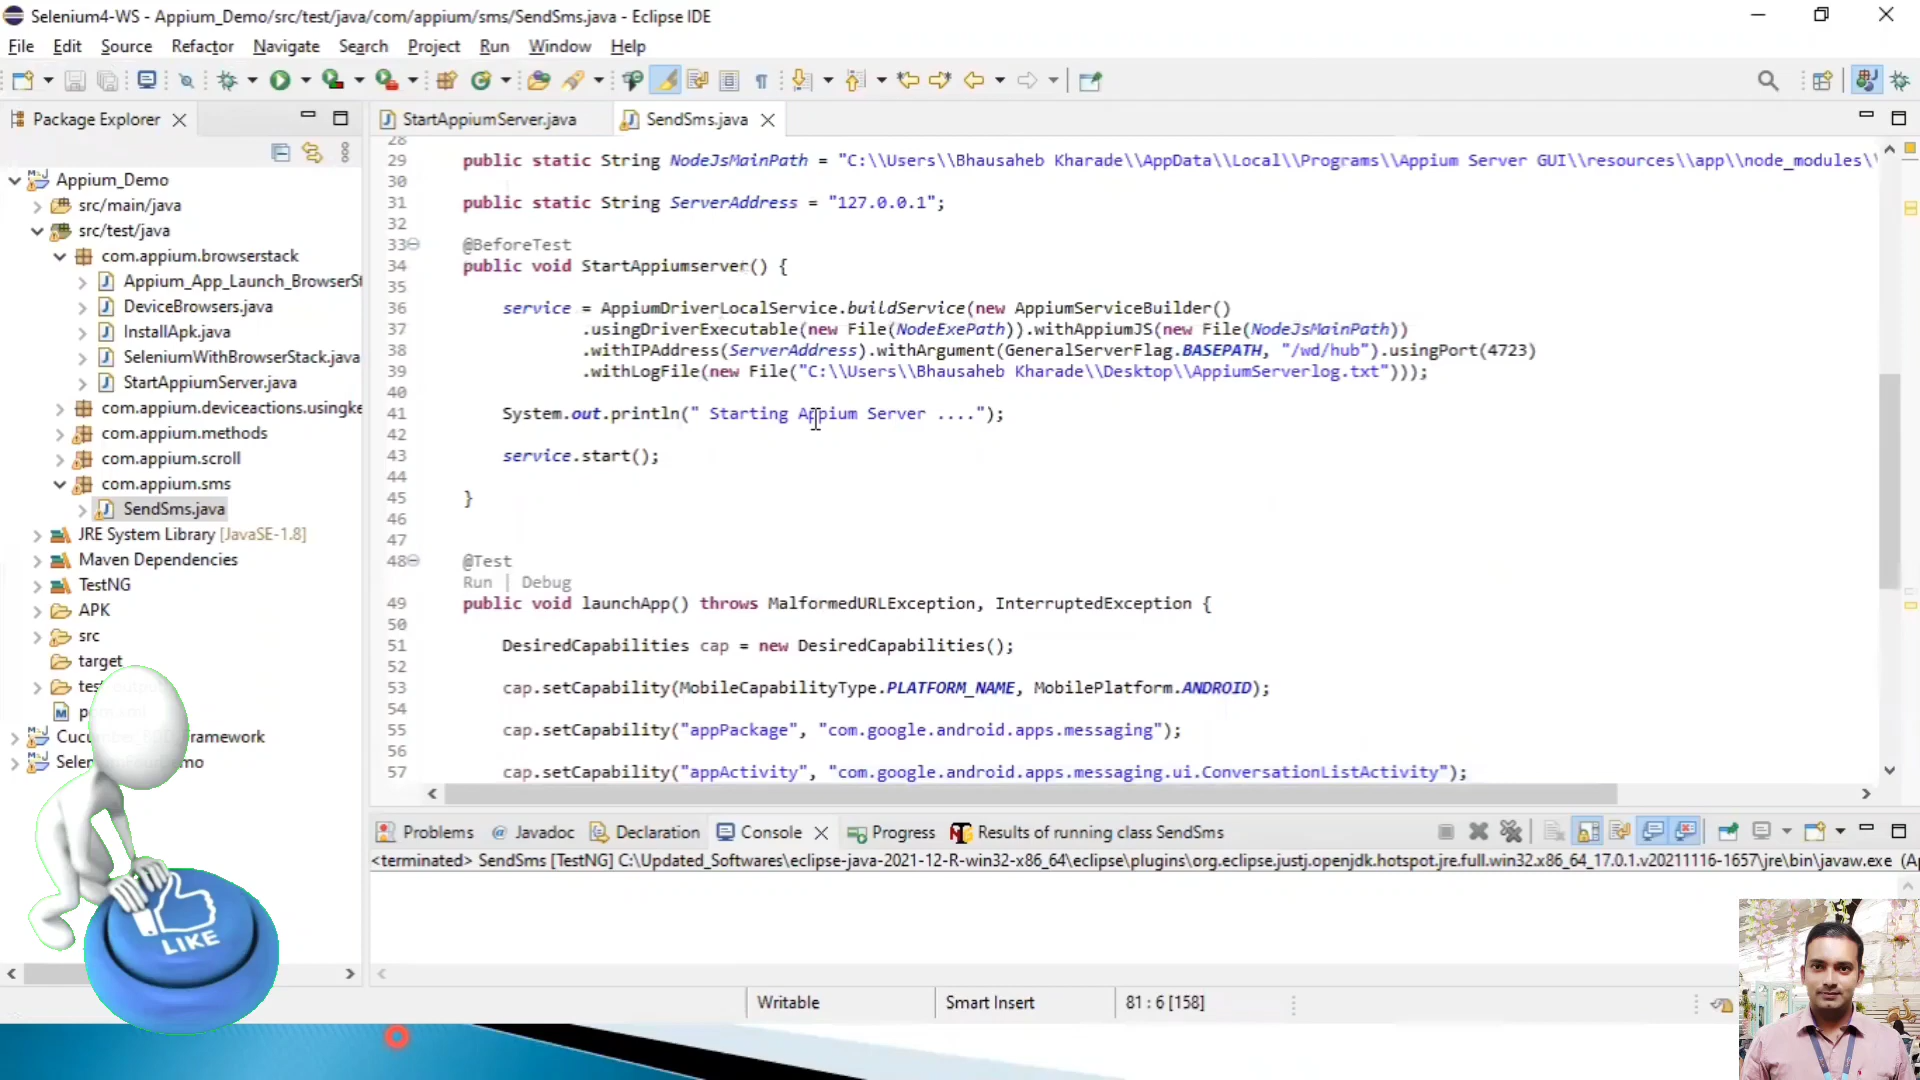 Selenium4-WS - Appium_Demo/src/test/java/com/appium/sms/SendSms.java - Eclipse IDE
File Edit Source Refactor Navigate Search Project Run Window Help
Package Explorer
StartAppiumServer.java
SendSms.java
Appium_Demo
src/main/java
src/test/java
com.appium.browserstack
Appium_App_Launch_BrowserSt
DeviceBrowsers.java
InstallApk.java
SeleniumWithBrowserStack.java
StartAppiumServer.java
com.appium.deviceactions.usingke
com.appium.methods
com.appium.scroll
com.appium.sms
SendSms.java
JRE System Library [JavaSE-1.8]
Maven Dependencies
TestNG
APK
src
target
28
29 public static String NodeJsMainPath = "C:\\Users\\Bhausaheb Kharade\\AppData\\Local\\Programs\\Appium Server GUI\\resources\\app\\node_modules\\
30
31 public static String ServerAddress = "127.0.0.1";
32
33 @BeforeTest
34 public void StartAppiumserver() {
35
36 service = AppiumDriverLocalService.buildService(new AppiumServiceBuilder()
37 .usingDriverExecutable(new File(NodeExePath)).withAppiumJS(new File(NodeJsMainPath))
38 .withIPAddress(ServerAddress).withArgument(GeneralServerFlag.BASEPATH, "/wd/hub").usingPort(4723)
39 .withLogFile(new File("C:\\Users\\Bhausaheb Kharade\\Desktop\\AppiumServerlog.txt")));
40
41 System.out.println(" Starting Appium Server ....");
42
43 service.start();
44
45 }
46
47
48 @Test
Run | Debug
49 public void launchApp() throws MalformedURLException, InterruptedException {
50
51 DesiredCapabilities cap = new DesiredCapabilities();
52
53 cap.setCapability(MobileCapabilityType.PLATFORM_NAME, MobilePlatform.ANDROID);
54
55 cap.setCapability("appPackage", "com.google.android.apps.messaging");
56
57 cap.setCapability("appActivity", "com.google.android.apps.messaging.ui.ConversationListActivity");
Problems Javadoc Declaration Console Progress Results of running class SendSms
<terminated> SendSms [TestNG] C:\Updated_Softwares\eclipse-java-2021-12-R-win32-x86_64\eclipse\plugins\org.eclipse.justj.openjdk.hotspot.jre.full.win32.x86_64_17.0.1.v20211116-1657\jre\bin\javaw.exe (A
LIKE
Writable Smart Insert 81 : 6 [158]